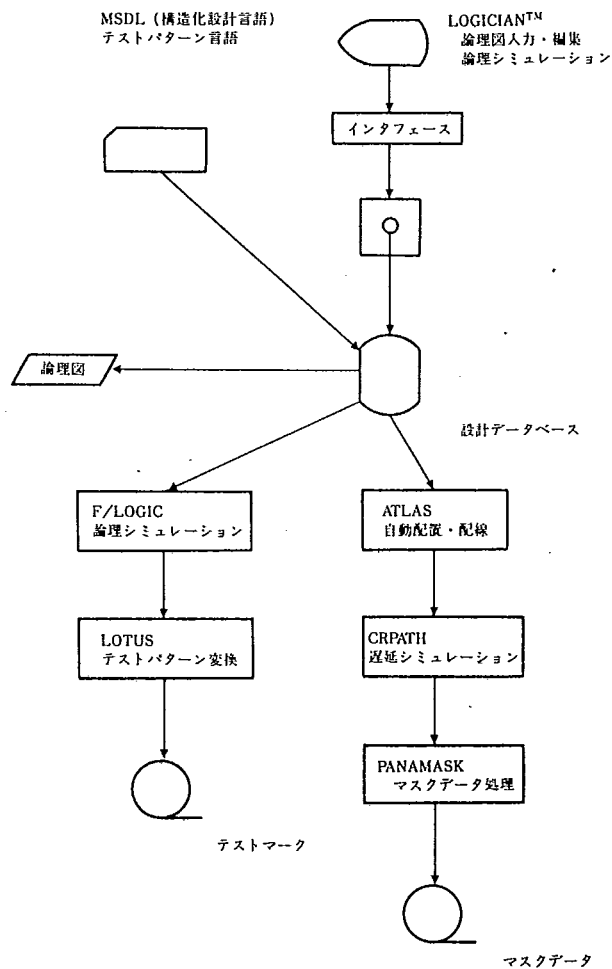 MSDL (構造化設計言語)
テストパターン言語
LOGICIAN™
論理図入力・編集
論理シミュレーション
インタフェース
論理図
設計データベース
F/LOGIC
論理シミュレーション
ATLAS
自動配置・配線
LOTUS
テストパターン変換
CRPATH
遅延シミュレーション
PANAMASK
マスクデータ処理
テストマーク
マスクデータ